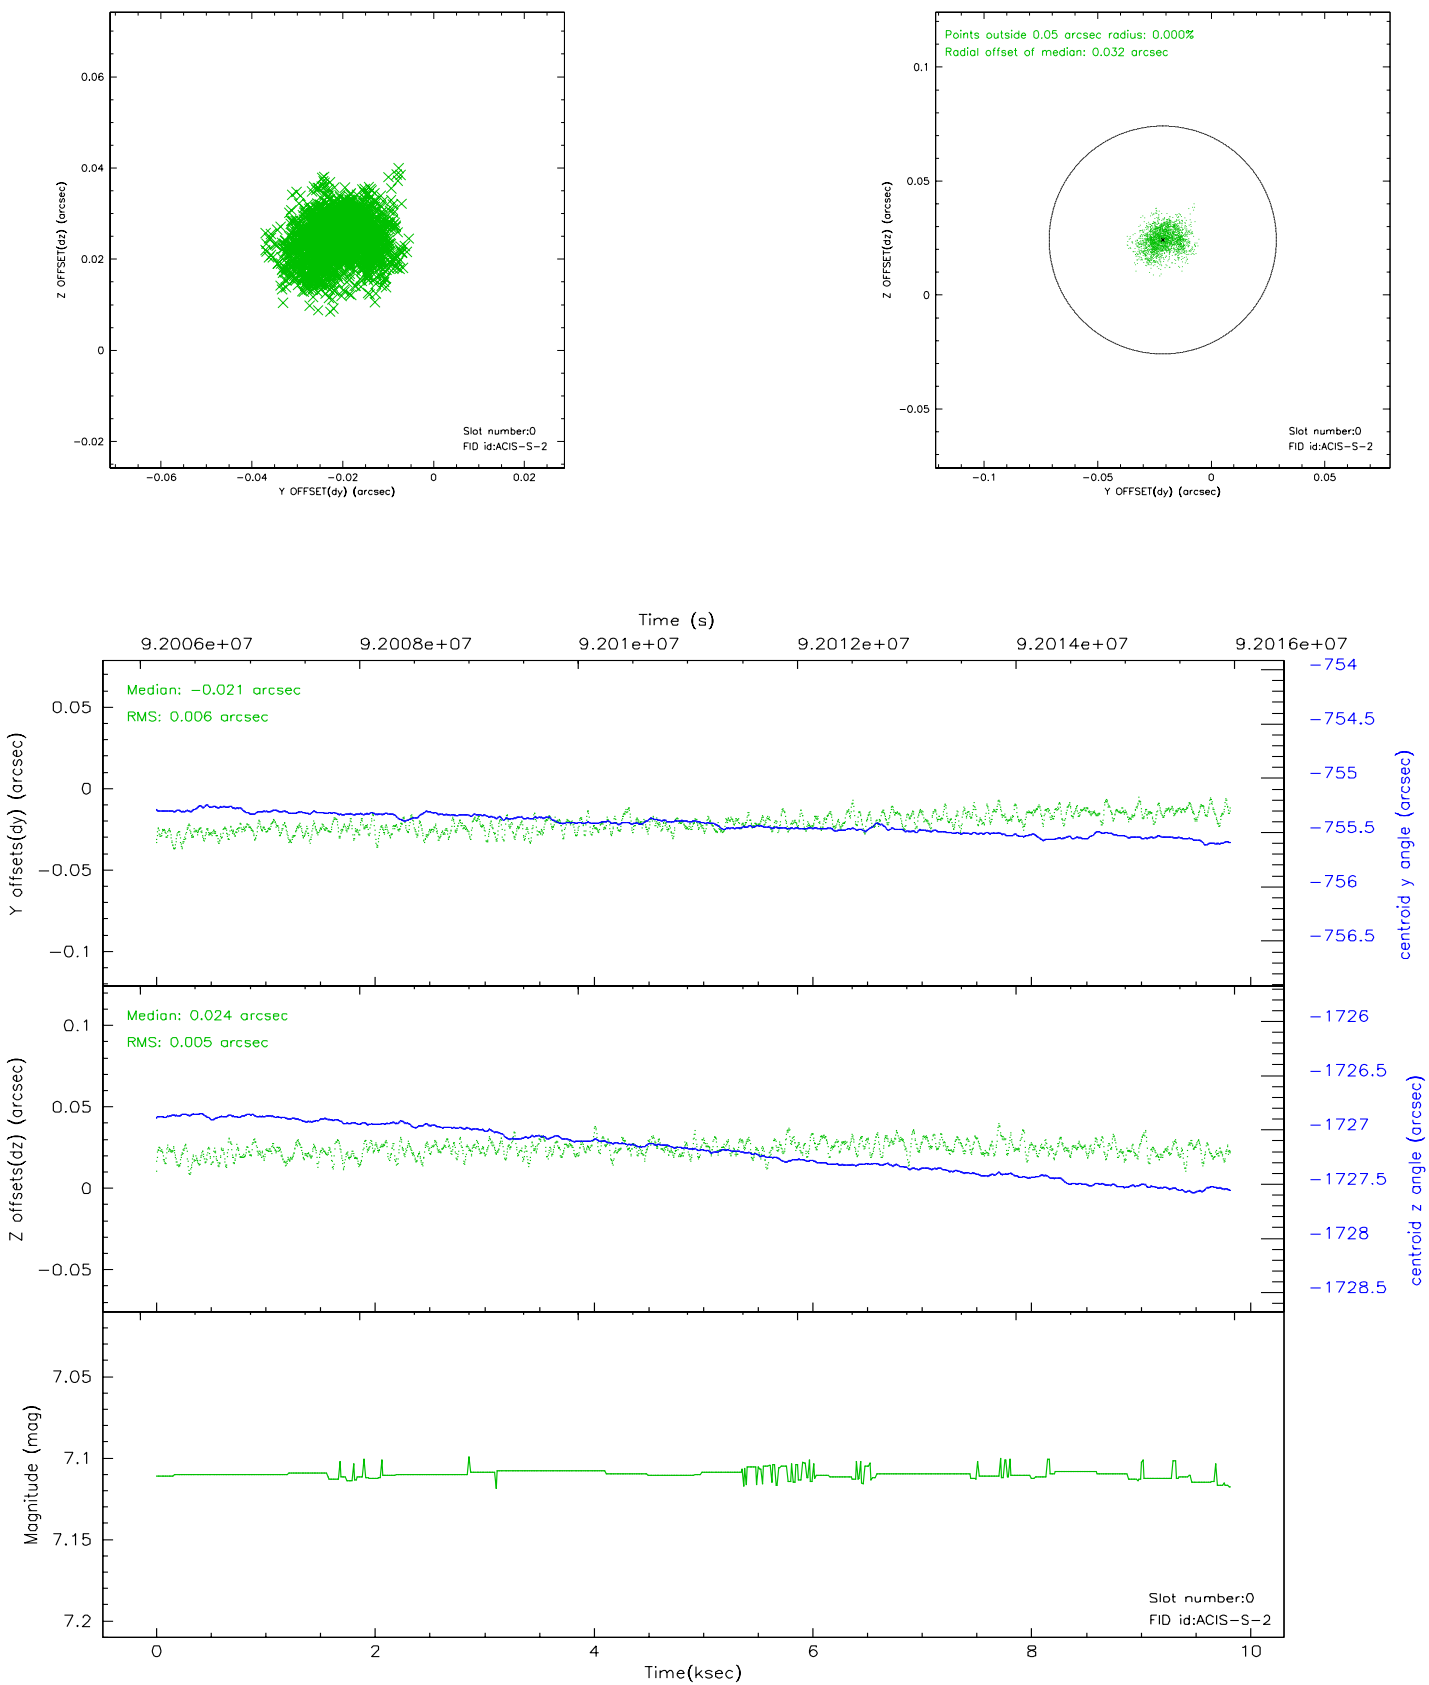 0.06
0.04
0.02
0
−0.02
Z OFFSET(dz) (arcsec)
−0.06
−0.04
−0.02
0
0.02
Y OFFSET(dy) (arcsec)
Slot number:0
FID id:ACIS−S−2
Points outside 0.05 arcsec radius: 0.000%
Radial offset of median: 0.032 arcsec
0.1
0.05
0
−0.05
Z OFFSET(dz) (arcsec)
−0.1
−0.05
0
0.05
Y OFFSET(dy) (arcsec)
Slot number:0
FID id:ACIS−S−2
Time (s)
9.2006e+07
9.2008e+07
9.201e+07
9.2012e+07
9.2014e+07
9.2016e+07
Median: −0.021 arcsec
RMS: 0.006 arcsec
0.05
0
−0.05
−0.1
Y offsets(dy) (arcsec)
−754
−754.5
−755
−755.5
−756
−756.5
centroid y angle (arcsec)
Median: 0.024 arcsec
RMS: 0.005 arcsec
0.1
0.05
0
−0.05
Z offsets(dz) (arcsec)
−1726
−1726.5
−1727
−1727.5
−1728
−1728.5
centroid z angle (arcsec)
7.05
7.1
7.15
7.2
Magnitude (mag)
Slot number:0
FID id:ACIS−S−2
0
2
4
6
8
10
Time(ksec)